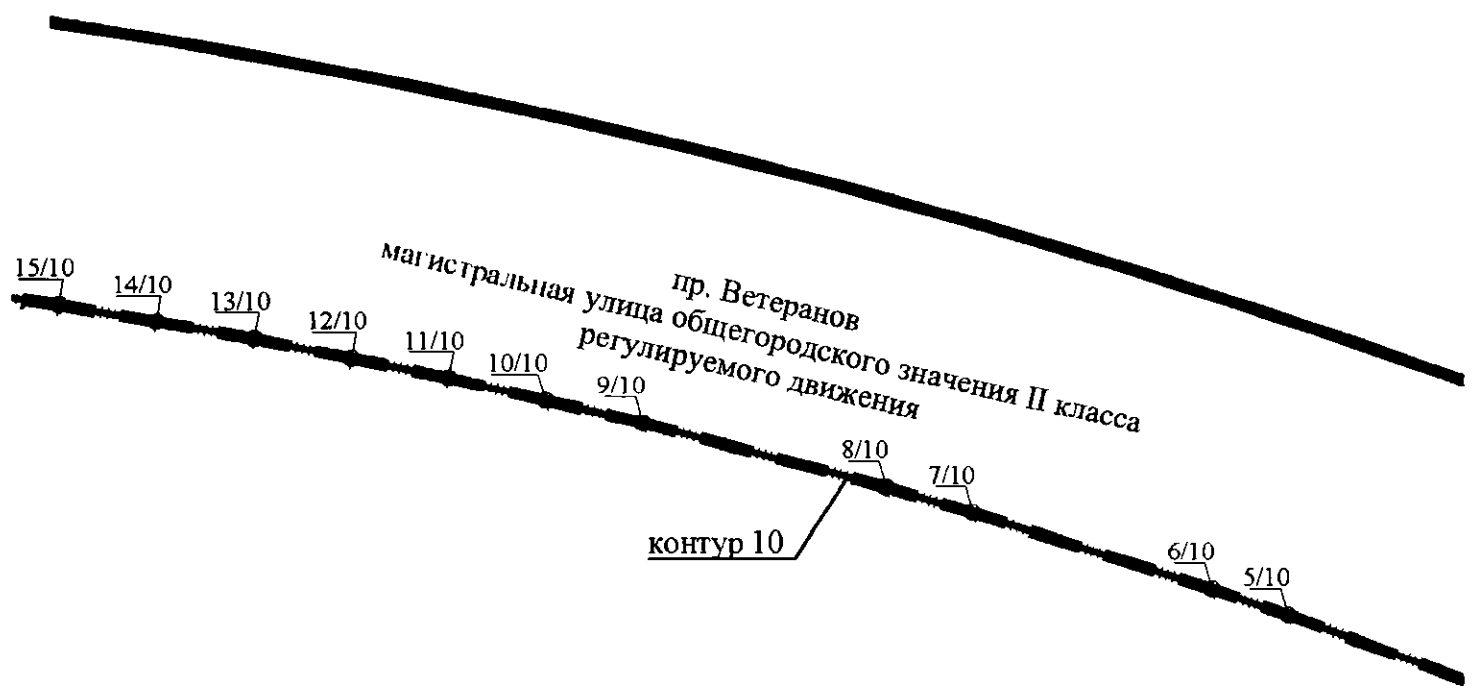 пр. Ветеранов
магистральная улица общегородского значения II класса
регулируемого движения
15/10
14/10
13/10
12/10
11/10
10/10
9/10
8/10
7/10
6/10
5/10
контур 10